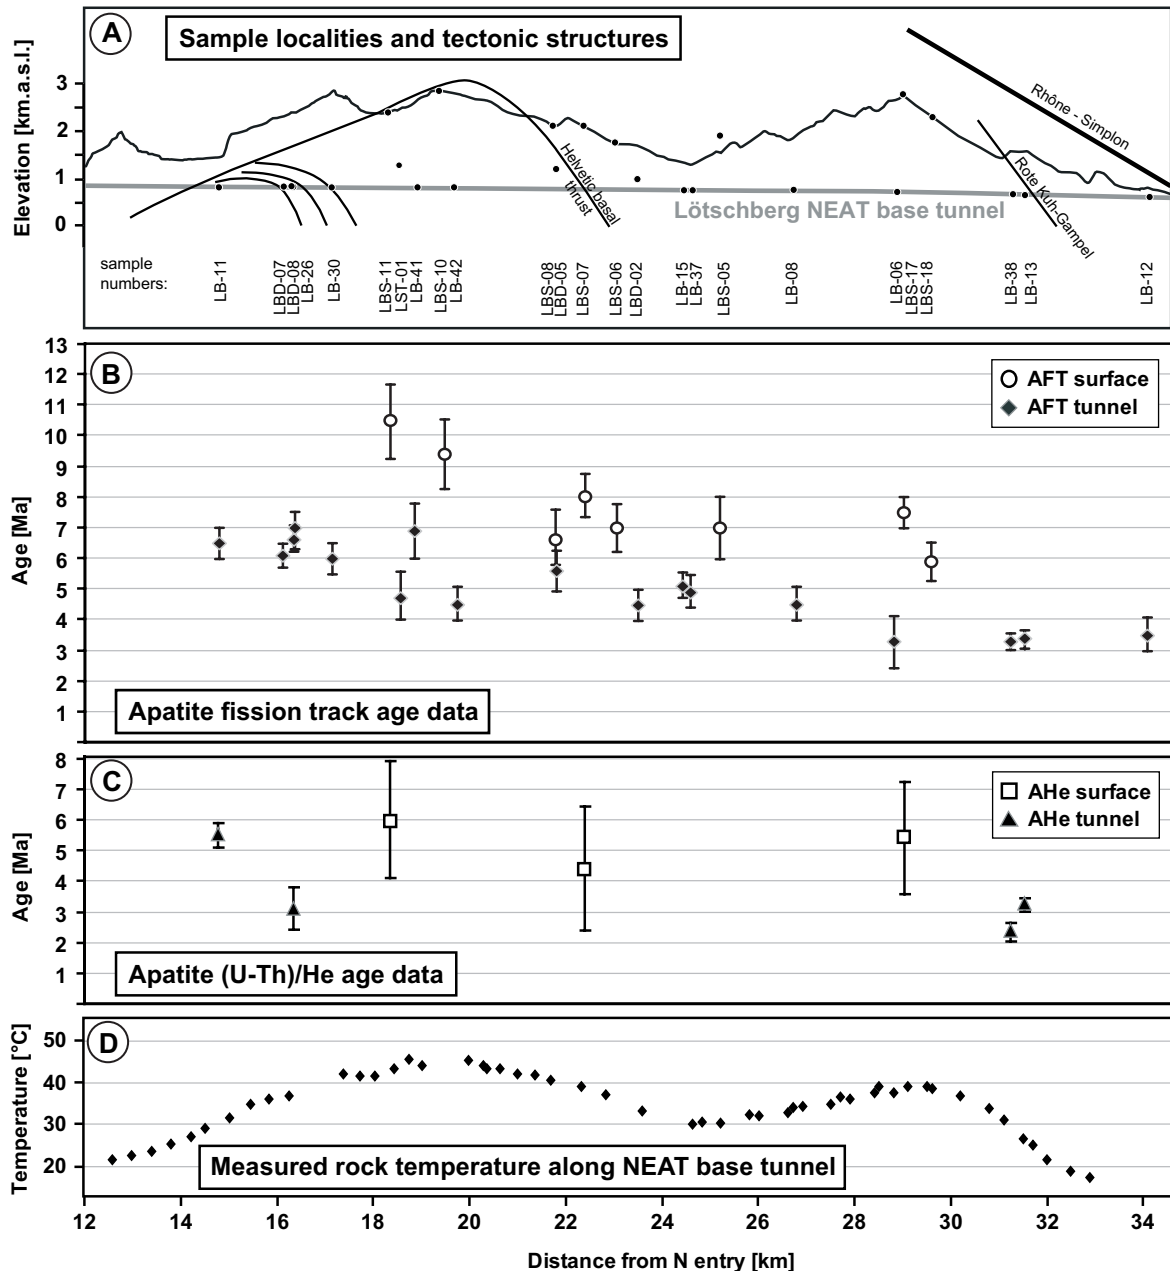 A
Sample localities and tectonic structures
Elevation [km.a.s.l.]
3
2
1
0
Rhône - Simplon
Rote Kuh-Gampel
Helvetic basal
thrust
Lötschberg NEAT base tunnel
sample
numbers:
LB-11
LBD-07
LBD-08
LB-26
LB-30
LBS-11
LST-01
LB-41
LBS-10
LB-42
LBS-08
LBD-05
LBS-07
LBS-06
LBD-02
LB-15
LB-37
LBS-05
LB-08
LB-06
LBS-17
LBS-18
LB-38
LB-13
LB-12
B
AFT surface
AFT tunnel
Age [Ma]
13
12
11
10
9
8
7
6
5
4
3
2
1
Apatite fission track age data
C
AHe surface
AHe tunnel
Age [Ma]
8
7
6
5
4
3
2
1
Apatite (U-Th)/He age data
D
Temperature [°C]
50
40
30
20
Measured rock temperature along NEAT base tunnel
12 14 16 18 20 22 24 26 28 30 32 34
Distance from N entry [km]